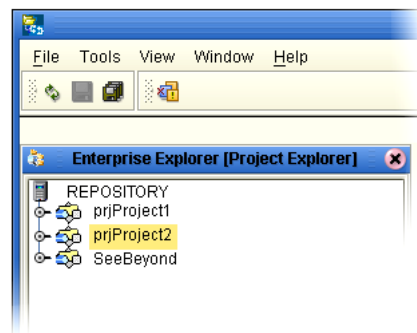 File Tools View Window Help
Enterprise Explorer [Project Explorer]
REPOSITORY
prjProject1
prjProject2
SeeBeyond